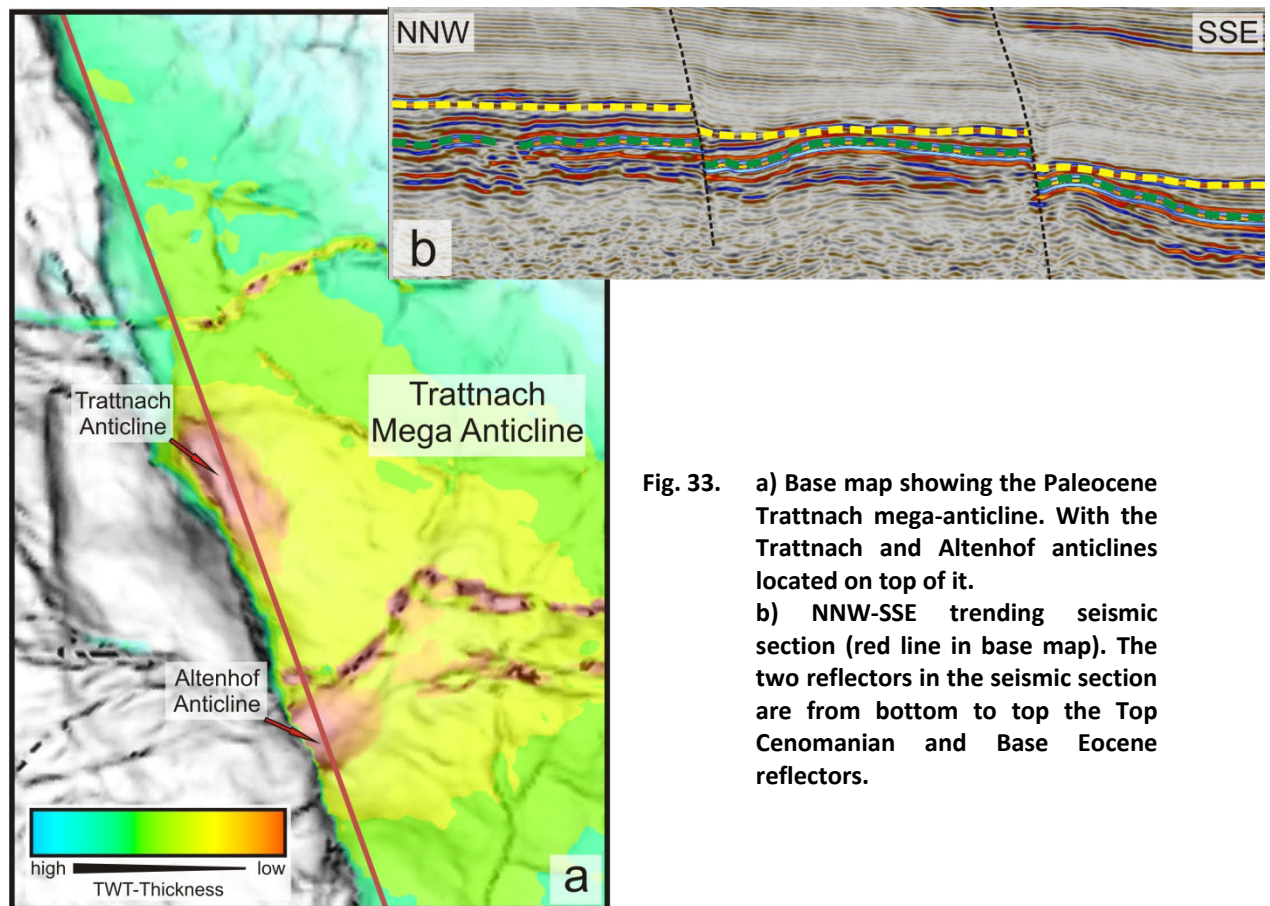 NNW
SSE
b
Trattnach
Anticline
Trattnach
Mega Anticline
Altenhof
Anticline
high
low
TWT-Thickness
a
Fig. 33. a) Base map showing the Paleocene
Trattnach mega-anticline. With the
Trattnach and Altenhof anticlines
located on top of it.
b) NNW-SSE trending seismic
section (red line in base map). The
two reflectors in the seismic section
are from bottom to top the Top
Cenomanian and Base Eocene
reflectors.